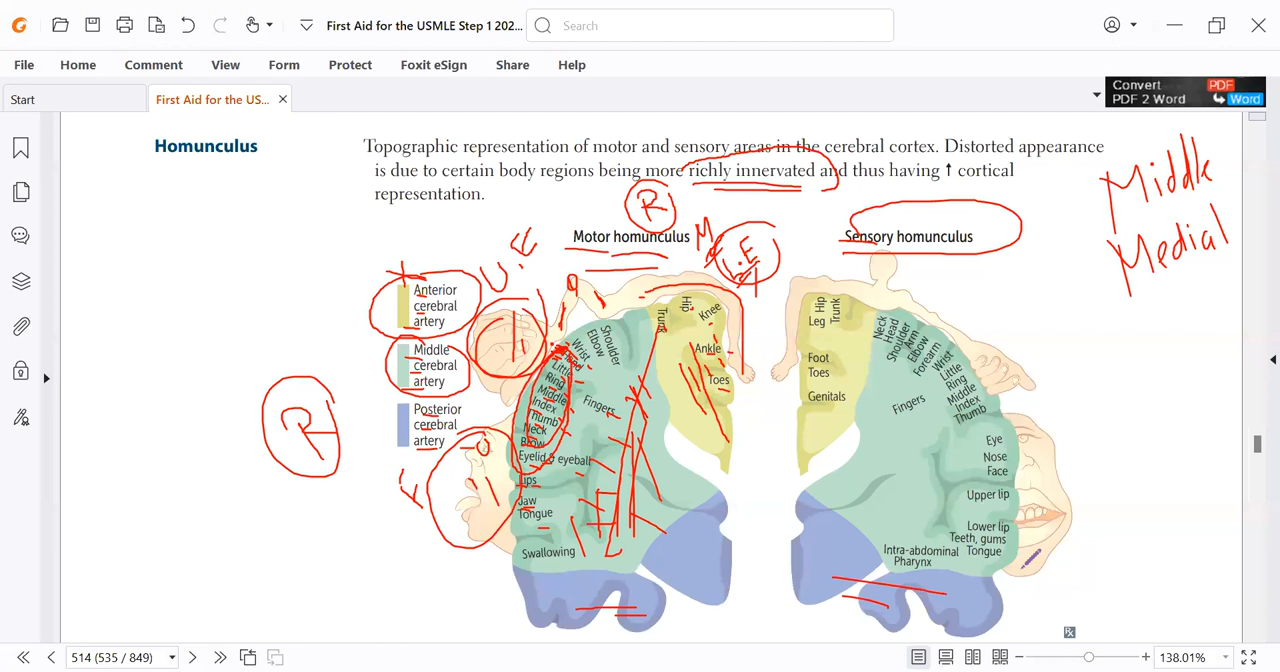 First Aid for the USMLE Step 1 202...
Search
File
Home
Comment
View
Form
Protect
Foxit eSign
Share
Help
Start
First Aid for the US...
Convert PDF
PDF 2 Word Word
Homunculus
Topographic representation of motor and sensory areas in the cerebral cortex. Distorted appearance
is due to certain body regions being more richly innervated and thus having ↑ cortical
representation.
Middle
Medial
R
Motor homunculus
Sensory homunculus
U.E
Anterior
cerebral
artery
Middle
cerebral
artery
Posterior
cerebral
artery
R
Trunk
Hip
Knee
Ankle
Toes
Shoulder
Elbow
Wrist
Hand
Little
Ring
Middle
Index
Thumb
Neck
Brow
Fingers
Eyelid & eyeball
Lips
Jaw
Tongue
Swallowing
Trunk
Hip
Leg
Foot
Toes
Genitals
Neck
Head
Shoulder
Arm
Elbow
Forearm
Wrist
Little
Ring
Middle
Index
Thumb
Fingers
Eye
Nose
Face
Upper lip
Lower lip
Teeth, gums
Tongue
Intra-abdominal
Pharynx
Rx
514 (535 / 849)
138.01%